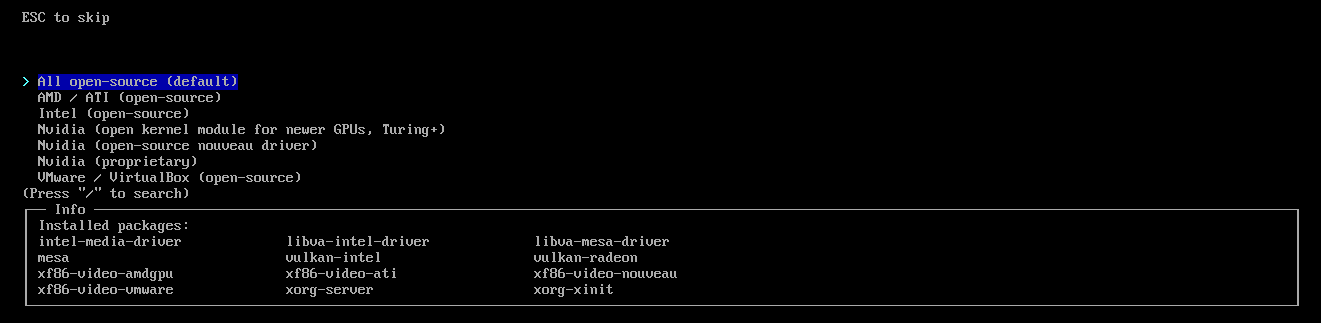 ESC to skip
> All open-source (default)
AMD / ATI (open-source)
Intel (open-source)
Nvidia (open kernel module for newer GPUs, Turing+)
Nvidia (open-source nouveau driver)
Nvidia (proprietary)
VMware / VirtualBox (open-source)
(Press "/" to search)
Info
Installed packages:
intel-media-driver libva-intel-driver libva-mesa-driver
mesa vulkan-intel vulkan-radeon
xf86-video-amdgpu xf86-video-ati xf86-video-nouveau
xf86-video-vmware xorg-server xorg-xinit